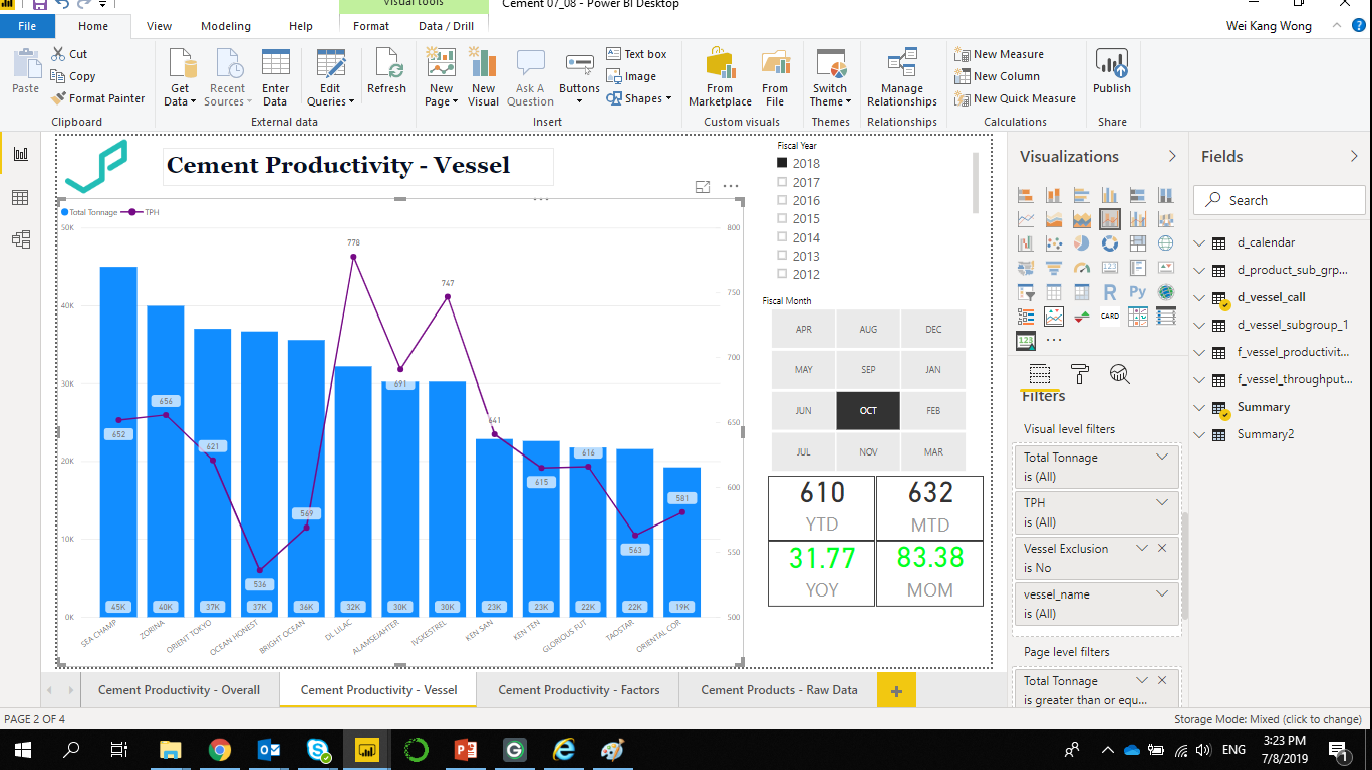 Visual tools
Cement 07_08 - Power BI Desktop
File
Home
View
Modeling
Help
Format
Data / Drill
Wei Kang Wong
Paste
Cut
Copy
Format Painter
Clipboard
Get Data
Recent Sources
Enter Data
Edit Queries
Refresh
External data
New Page
New Visual
Ask A Question
Buttons
Text box
Image
Shapes
Insert
From Marketplace
From File
Custom visuals
Switch Theme
Themes
Manage Relationships
Relationships
New Measure
New Column
New Quick Measure
Calculations
Publish
Share
Cement Productivity - Vessel
Total Tonnage
TPH
50K
40K
30K
20K
10K
0K
800
750
700
650
600
550
500
652
656
621
536
569
778
691
747
641
615
616
563
581
45K
40K
37K
37K
36K
32K
30K
30K
23K
23K
22K
22K
19K
SEA CHAMP
ZORINA
ORIENT TOKYO
OCEAN HONEST
BRIGHT OCEAN
DL LILAC
ALAMSEJAHTER
TVSKESTREL
KEN SAN
KEN TEN
GLORIOUS FUT
TAOSTAR
ORIENTAL COR
Fiscal Year
2018
2017
2016
2015
2014
2013
2012
Fiscal Month
APR
AUG
DEC
MAY
SEP
JAN
JUN
OCT
FEB
JUL
NOV
MAR
610
YTD
632
MTD
31.77
YOY
83.38
MOM
Visualizations
R
Py
123
CARD
123
Filters
Visual level filters
Total Tonnage
is (All)
TPH
is (All)
Vessel Exclusion
is No
vessel_name
is (All)
Page level filters
Total Tonnage
is greater than or equ...
Fields
Search
d_calendar
d_product_sub_grp...
d_vessel_call
d_vessel_subgroup_1
f_vessel_productivit...
f_vessel_throughput...
Summary
Summary2
Cement Productivity - Overall
Cement Productivity - Vessel
Cement Productivity - Factors
Cement Products - Raw Data
PAGE 2 OF 4
Storage Mode: Mixed (click to change)
ENG
3:23 PM
7/8/2019
1